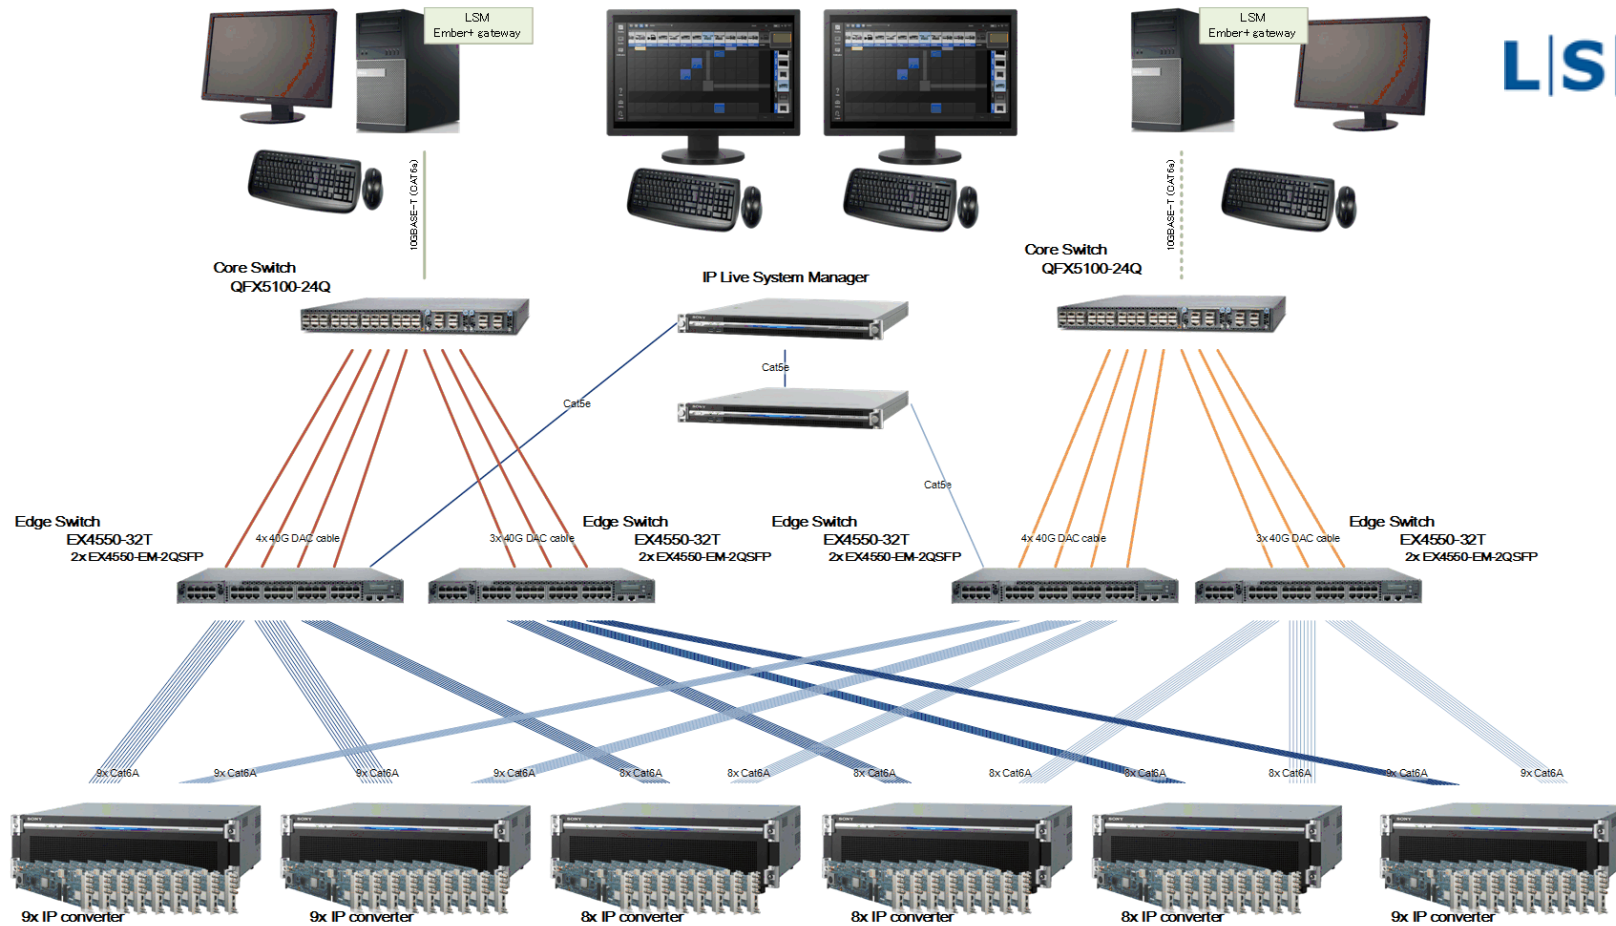 LSM
Ember+ gateway
LSM
Ember+ gateway
L|S|
10GBASE-T (CAT6a)
10GBASE-T (CAT6a)
Core Switch
QFX5100-24Q
IP Live System Manager
Core Switch
QFX5100-24Q
Cat5e
Cat5e
Cat5e
Edge Switch
EX4550-32T
2x EX4550-EM-2QSFP
4x 40G DAC cable
3x 40G DAC cable
Edge Switch
EX4550-32T
2x EX4550-EM-2QSFP
Edge Switch
EX4550-32T
2x EX4550-EM-2QSFP
4x 40G DAC cable
3x 40G DAC cable
Edge Switch
EX4550-32T
2x EX4550-EM-2QSFP
9x Cat6A
9x Cat6A
9x Cat6A
9x Cat6A
8x Cat6A
8x Cat6A
8x Cat6A
8x Cat6A
8x Cat6A
8x Cat6A
9x Cat6A
9x Cat6A
SONY
SONY
SONY
SONY
SONY
SONY
9x IP converter
9x IP converter
8x IP converter
8x IP converter
8x IP converter
9x IP converter